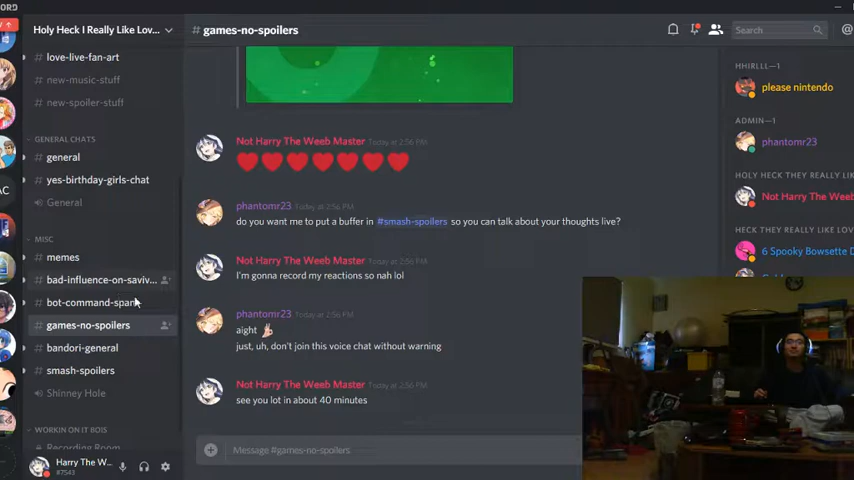 ORD
Holy Heck I Really Like Lov...
# games-no-spoilers
Search
# love-live-fan-art
# new-music-stuff
# new-spoiler-stuff
GENERAL CHATS
# general
# yes-birthday-girls-chat
General
MISC
# memes
# bad-influence-on-saviv...
# bot-command-spam
# games-no-spoilers
# bandori-general
# smash-spoilers
Shinney Hole
WORKIN ON IT BOIS
Recording Room
Harry The W...
#7543
Not Harry The Weeb Master Today at 2:56 PM
phantomr23 Today at 2:56 PM
do you want me to put a buffer in #smash-spoilers so you can talk about your thoughts live?
Not Harry The Weeb Master Today at 2:56 PM
I'm gonna record my reactions so nah lol
phantomr23 Today at 2:56 PM
aight
just, uh, don't join this voice chat without warning
Not Harry The Weeb Master Today at 2:56 PM
see you lot in about 40 minutes
Message #games-no-spoilers
HHIRLLL—1
please nintendo
ADMIN—1
phantomr23
HOLY HECK THEY REALLY
Not Harry The Weeb
HECK THEY REALLY LIKE
6 Spooky Bowsette D